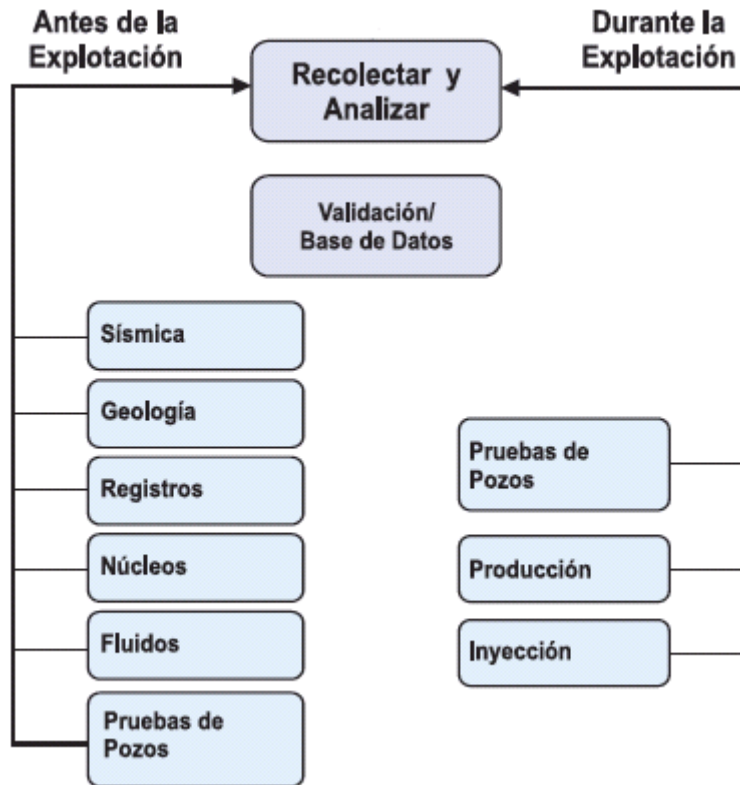 Antes de la
Explotación
Durante la
Explotación
Recolectar y
Analizar
Validación/
Base de Datos
Sísmica
Geología
Registros
Núcleos
Fluidos
Pruebas de
Pozos
Pruebas de
Pozos
Producción
Inyección